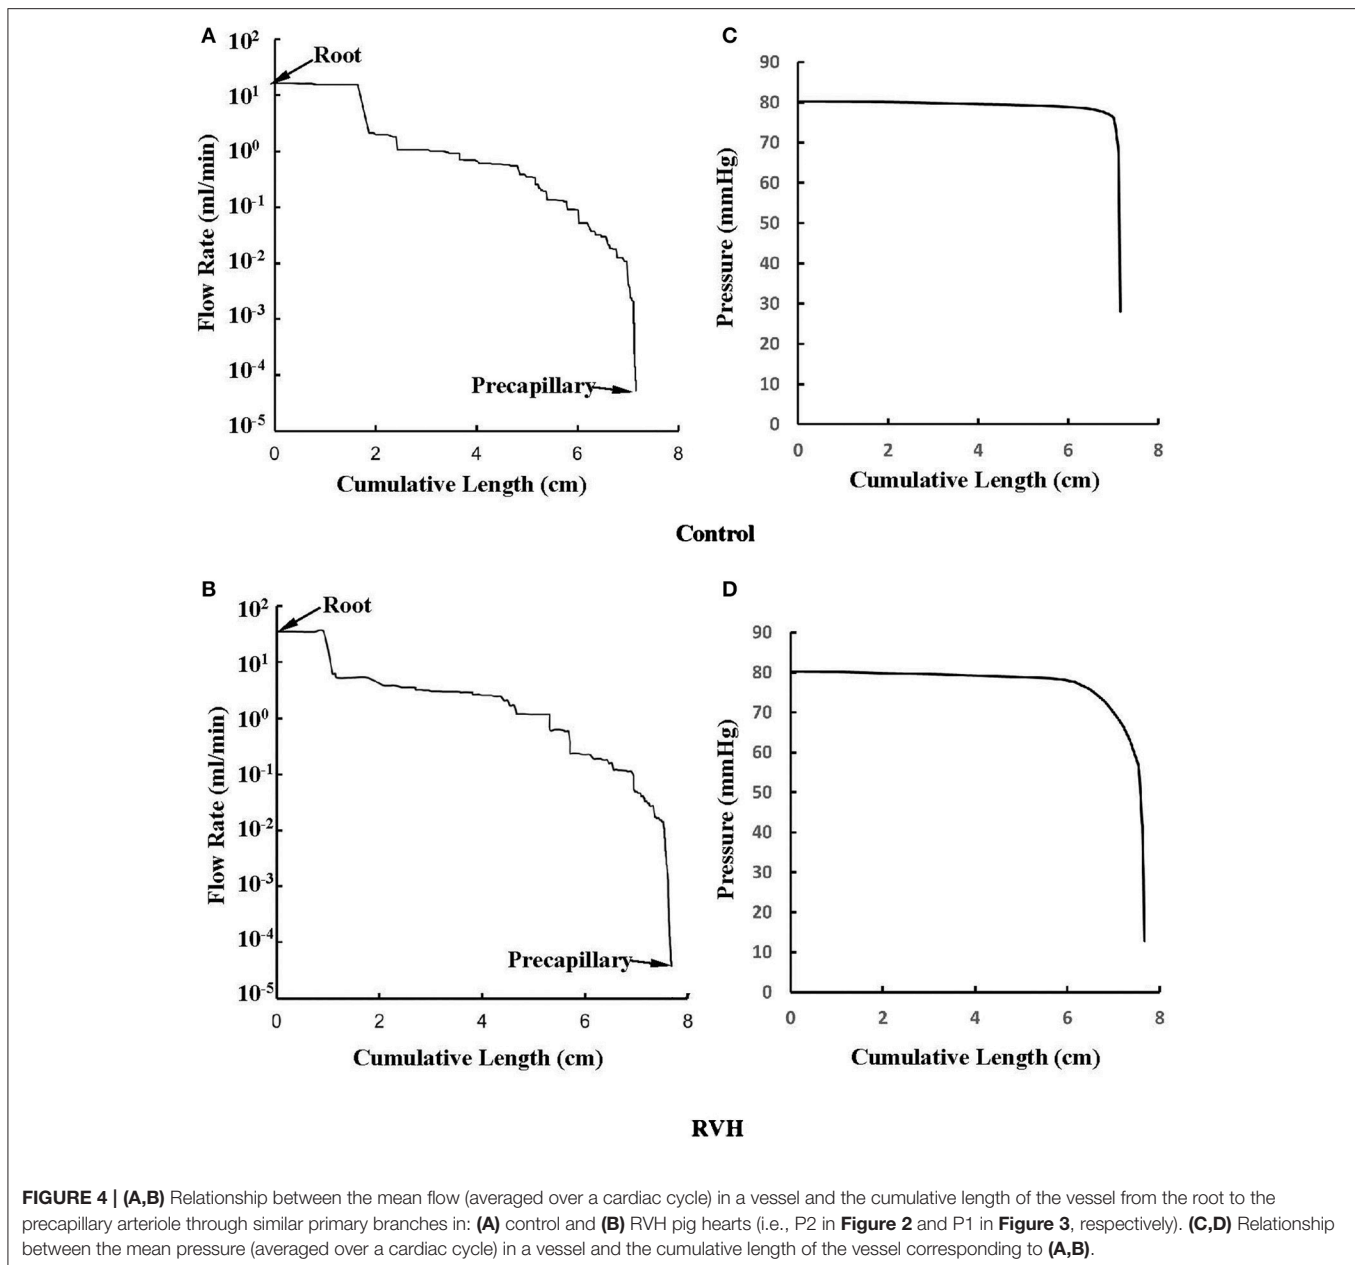 A
10²
Root
10¹
10⁰
10⁻¹
10⁻²
10⁻³
10⁻⁴
10⁻⁵
Precapillary
Flow Rate (ml/min)
0 2 4 6 8
Cumulative Length (cm)
C
90
80
70
60
50
40
30
20
10
0
Pressure (mmHg)
0 2 4 6 8
Cumulative Length (cm)
Control
B
10²
Root
10¹
10⁰
10⁻¹
10⁻²
10⁻³
10⁻⁴
10⁻⁵
Precapillary
Flow Rate (ml/min)
0 2 4 6 8
Cumulative Length (cm)
D
90
80
70
60
50
40
30
20
10
0
Pressure (mmHg)
0 2 4 6 8
Cumulative Length (cm)
RVH
FIGURE 4 | (A,B) Relationship between the mean flow (averaged over a cardiac cycle) in a vessel and the cumulative length of the vessel from the root to the
precapillary arteriole through similar primary branches in: (A) control and (B) RVH pig hearts (i.e., P2 in Figure 2 and P1 in Figure 3, respectively). (C,D) Relationship
between the mean pressure (averaged over a cardiac cycle) in a vessel and the cumulative length of the vessel corresponding to (A,B).